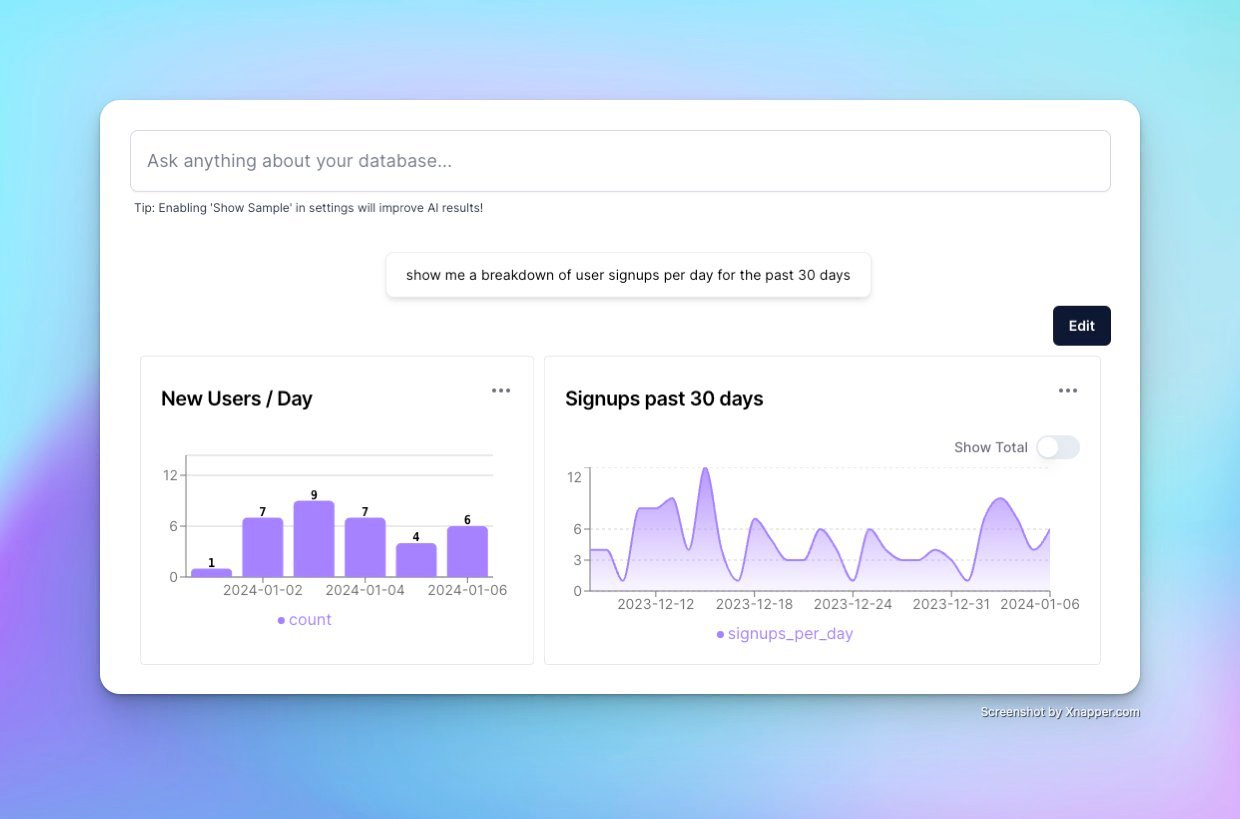 Ask anything about your database...
Tip: Enabling 'Show Sample' in settings will improve AI results!
show me a breakdown of user signups per day for the past 30 days
Edit
New Users / Day
12
6
0
1
7
9
7
4
6
2024-01-02
2024-01-04
2024-01-06
count
Signups past 30 days
Show Total
12
6
3
0
2023-12-12
2023-12-18
2023-12-24
2023-12-31
2024-01-06
signups_per_day
Screenshot by Xnapper.com